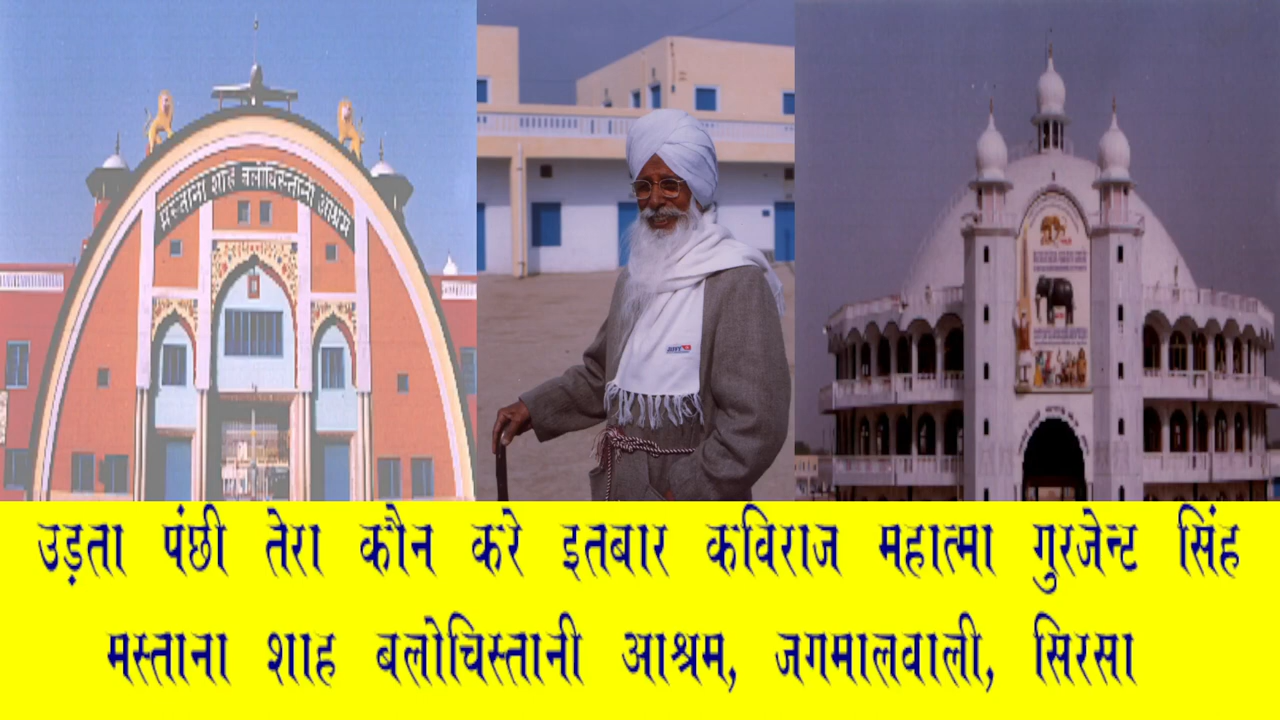 मस्ताना शाह बलोचिस्तानी आश्रम
उड़ता पंछी तेरा कौन करे इतबार कविराज महात्मा गुरजेन्ट सिंह
मस्ताना शाह बलोचिस्तानी आश्रम, जगमालवाली, सिरसा